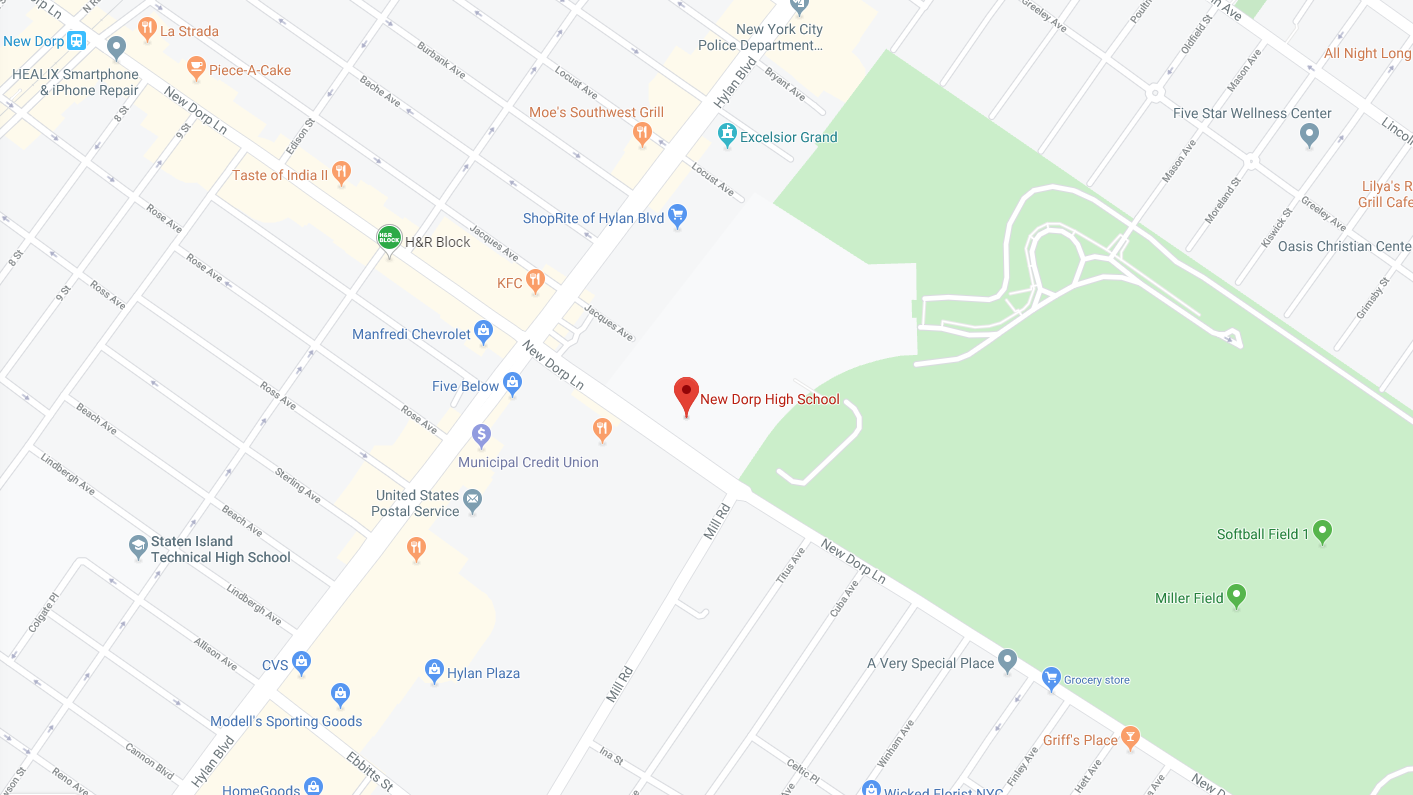 Dorp Ln
N R
New Dorp
La Strada
HEALIX Smartphone
& iPhone Repair
Piece-A-Cake
New Dorp Ln
8 St
9 St
Edison St
Burbank Ave
Bache Ave
Locust Ave
New York City
Police Department...
Hylan Blvd
Bryant Ave
Moe's Southwest Grill
Excelsior Grand
Locust Ave
Greeley Ave
Poultn
Oldfield St
Mason Ave
n Ave
All Night Long
Five Star Wellness Center
Lincoln
Mason Ave
Moreland St
Lilya's R
Grill Cafe
Kiswick St
Greeley Ave
Oasis Christian Cente
Grimsby St
Taste of India II
H&R BLOCK
H&R Block
ShopRite of Hylan Blvd
Jacques Ave
KFC
Jacques Ave
Rose Ave
8 St
Rose Ave
9 St
Ross Ave
Manfredi Chevrolet
New Dorp Ln
Five Below
New Dorp High School
Ross Ave
Rose Ave
Beach Ave
Municipal Credit Union
Lindbergh Ave
Sterling Ave
United States
Postal Service
Beach Ave
Staten Island
Technical High School
Mill Rd
New Dorp Ln
Titus Ave
Cuba Ave
Softball Field 1
Miller Field
Colgate Pl
Lindbergh Ave
Allison Ave
CVS
Hylan Plaza
Mill Rd
A Very Special Place
Grocery store
Modell's Sporting Goods
Griff's Place
Hylan Blvd
Ebbitts St
Ina St
Winham Ave
Celtic Pl
Finley Ave
Hett Ave
New D
Cannon Blvd
Reno Ave
son St
HomeGoods
Wicked Florist NYC